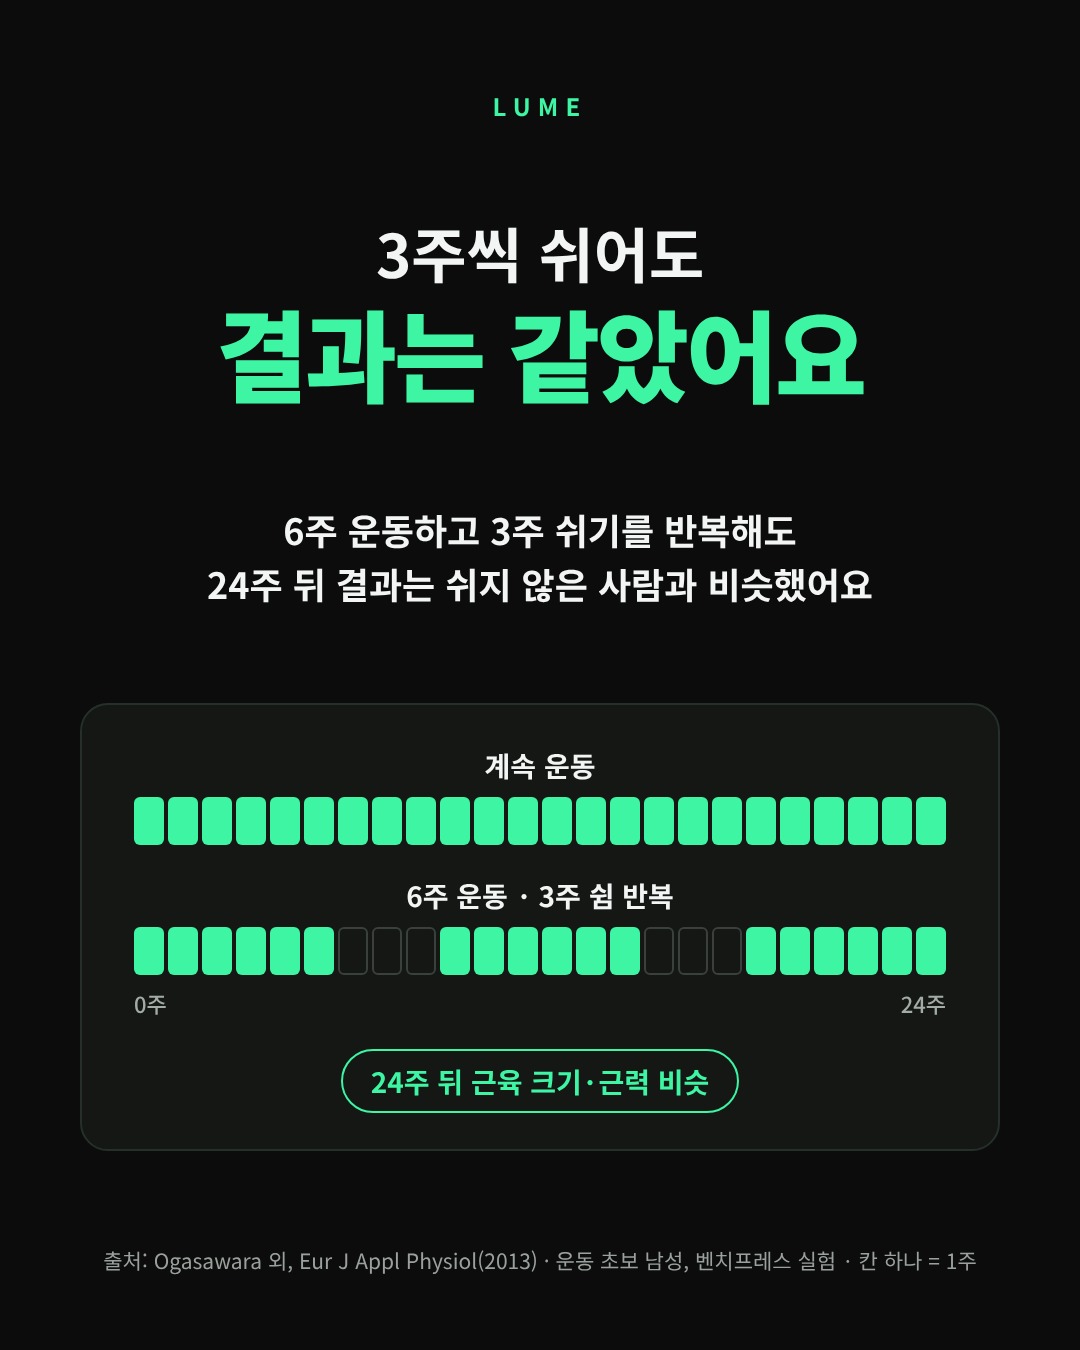 LUME
3주씩 쉬어도
결과는 같았어요
6주 운동하고 3주 쉬기를 반복해도
24주 뒤 결과는 쉬지 않은 사람과 비슷했어요
계속 운동
6주 운동 · 3주 쉼 반복
0주
24주
24주 뒤 근육 크기·근력 비슷
출처: Ogasawara 외, Eur J Appl Physiol(2013) · 운동 초보 남성, 벤치프레스 실험 · 칸 하나 = 1주